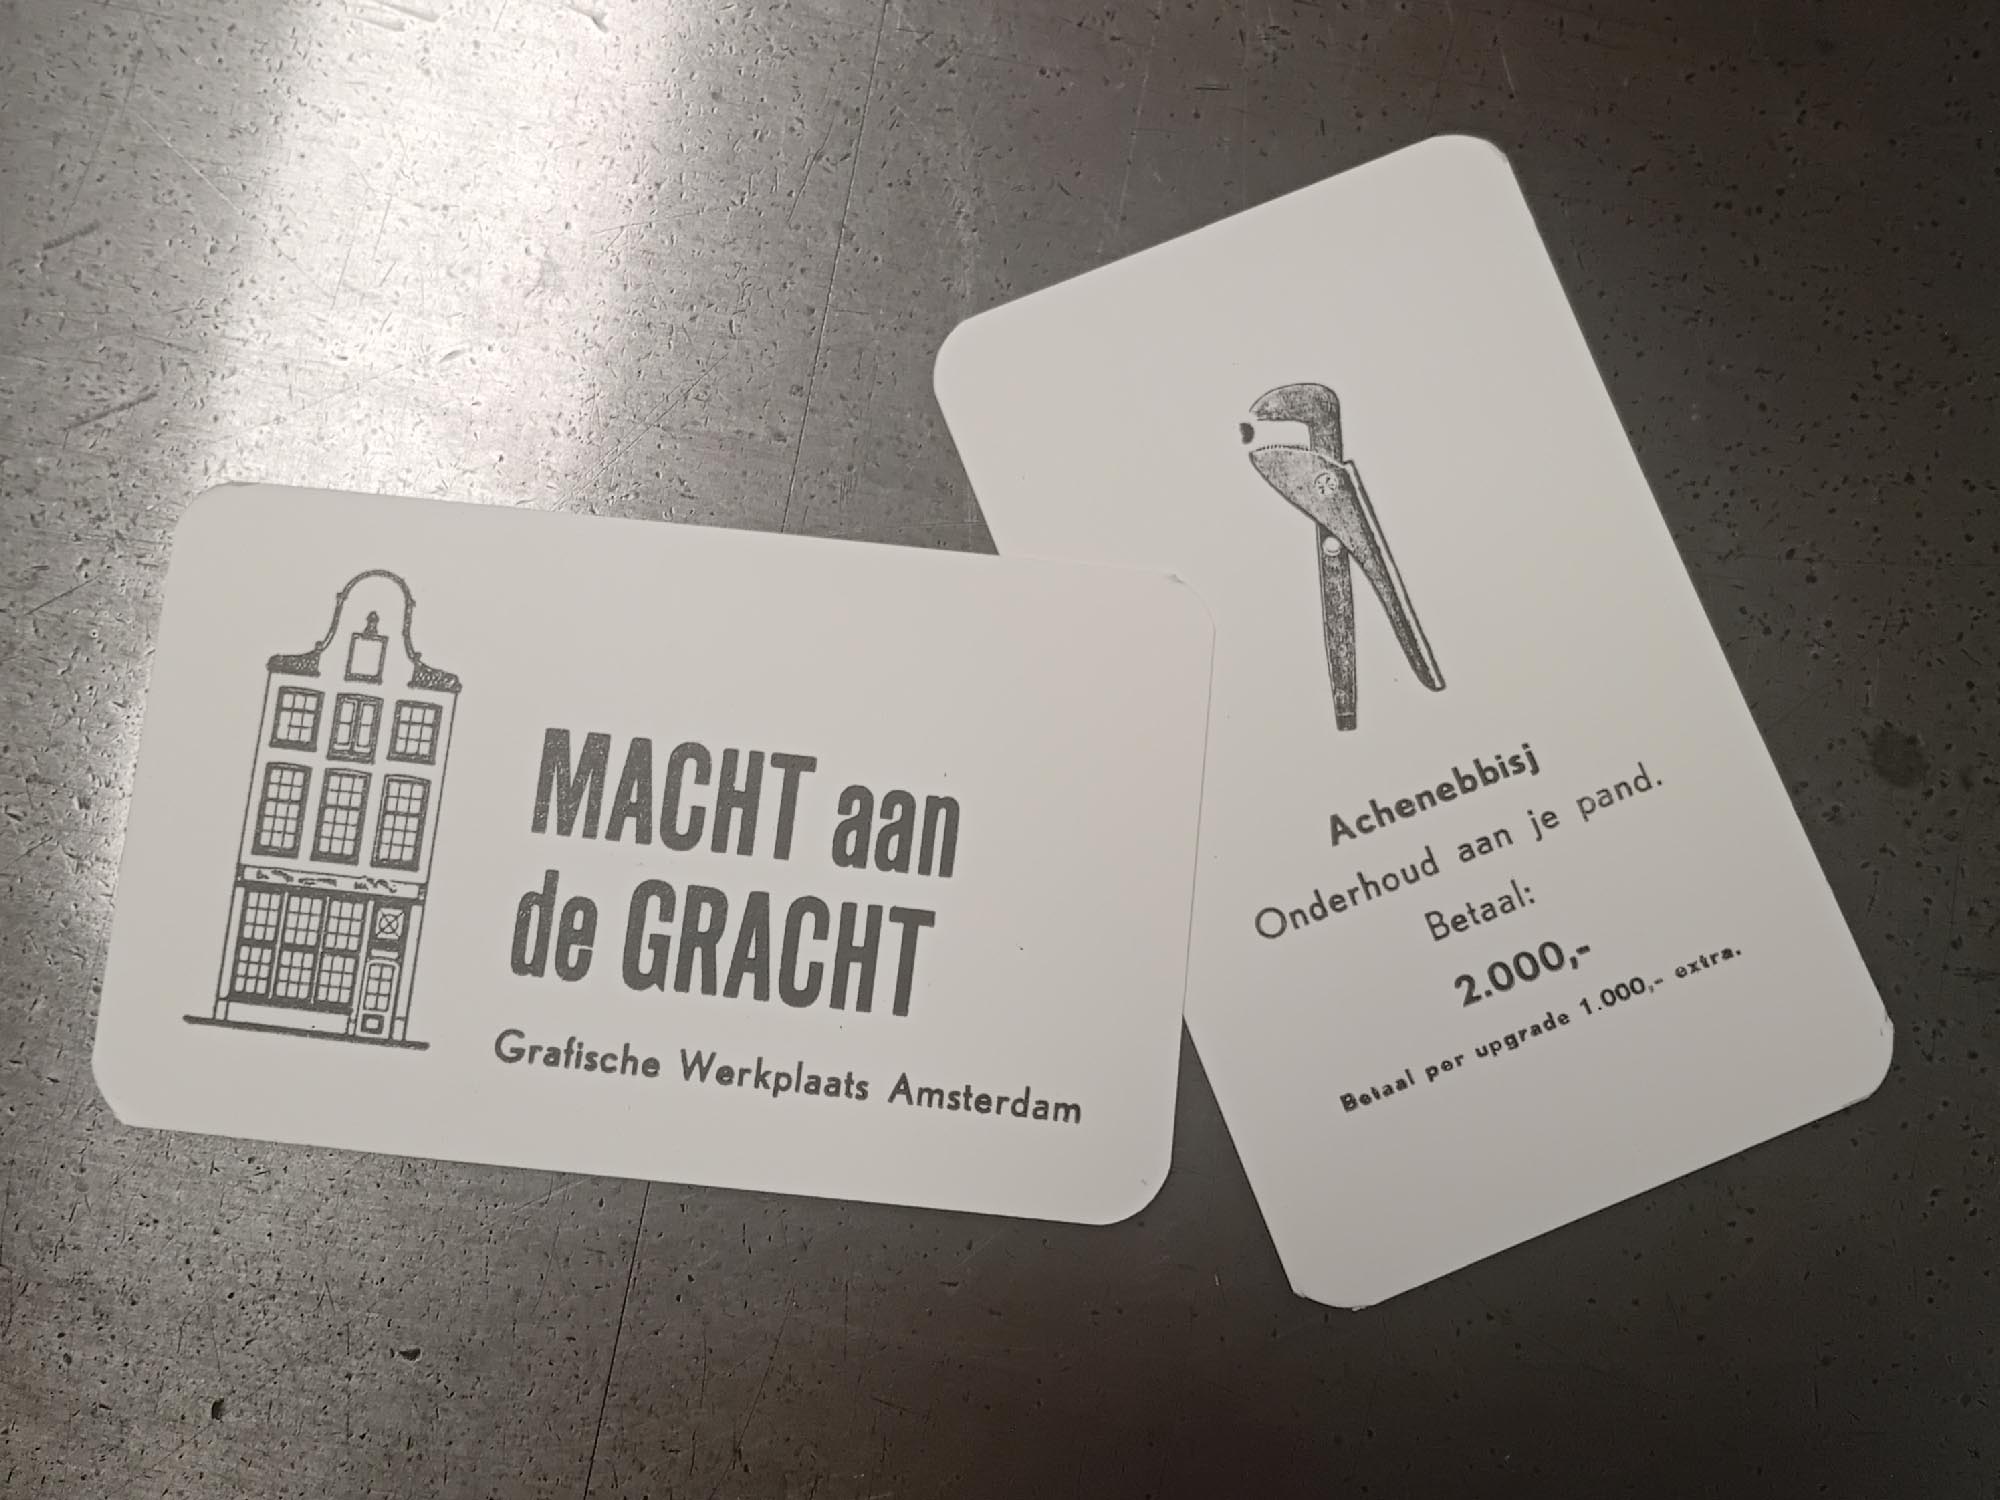 MACHT aan
de GRACHT
Grafische Werkplaats Amsterdam
Achenebbisj
Onderhoud aan je pand.
Betaal:
2.000,-
Betaal per upgrade 1.000,- extra.